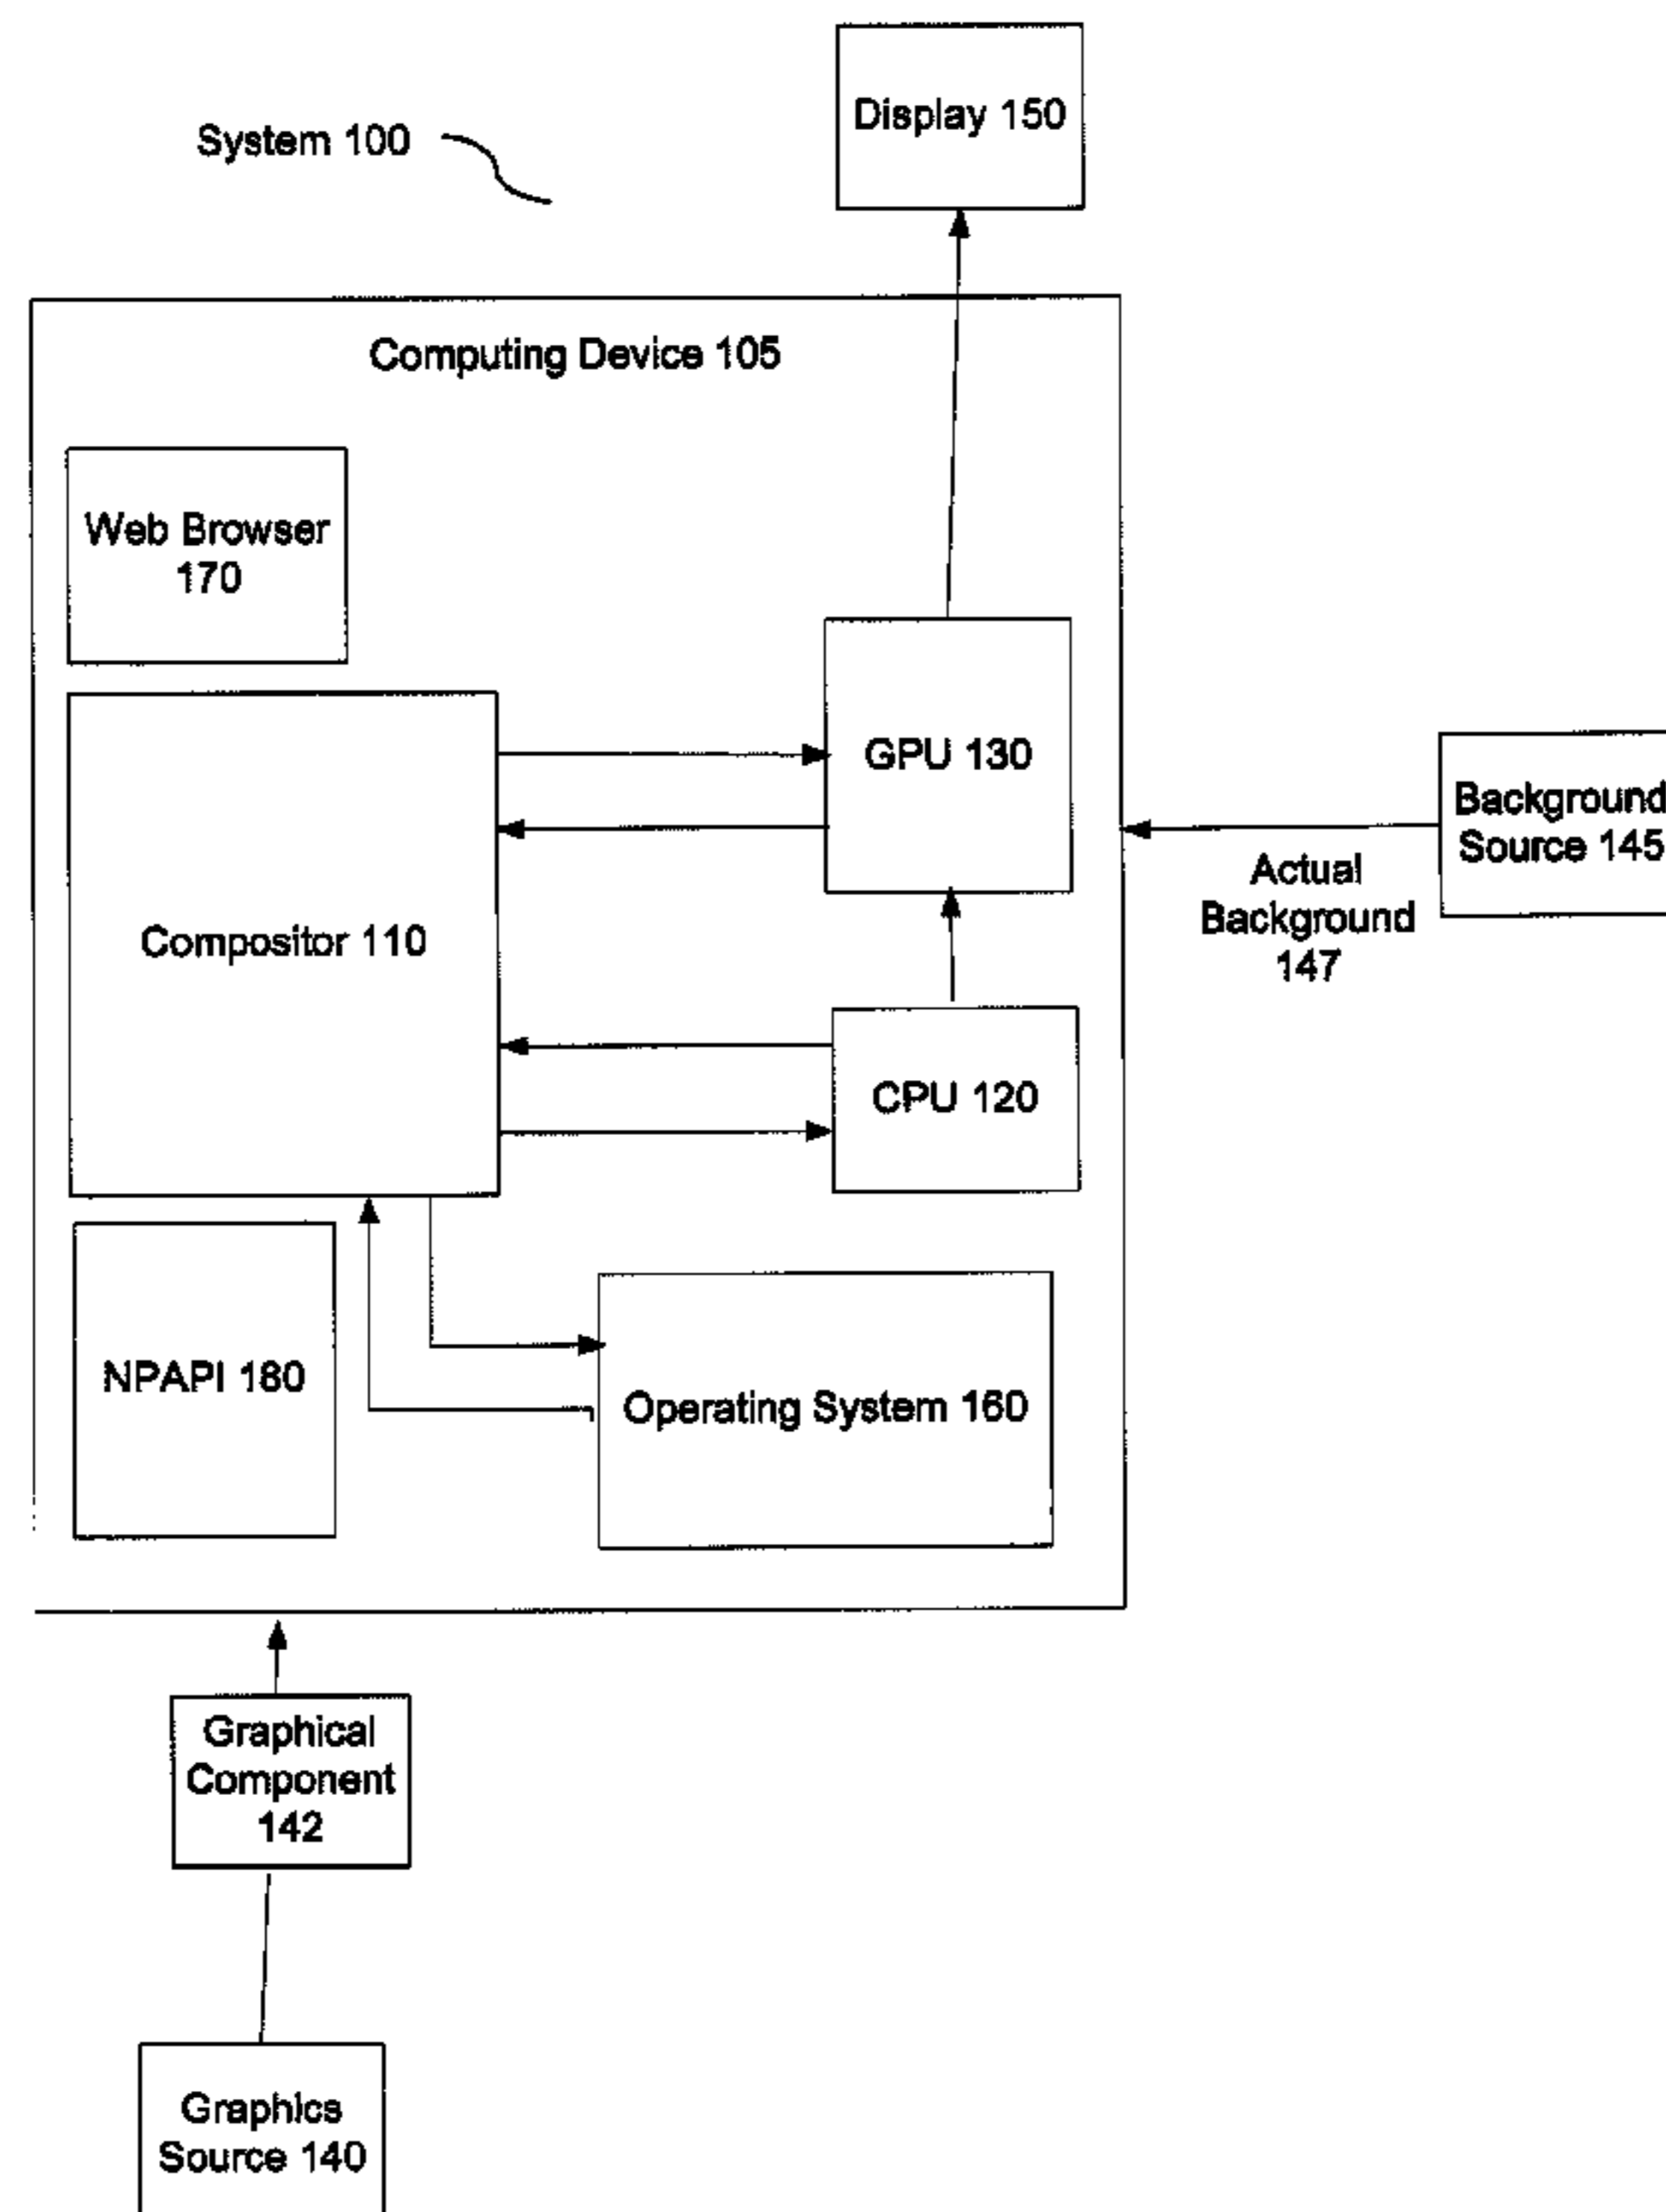 Display 150
System 100
Computing Device 105
Web Browser
170
GPU 130
Background
Source 145
Actual
Background
147
Compositor 110
CPU 120
NPAPI 180
Operating System 160
Graphical
Component
142
Graphics
Source 140